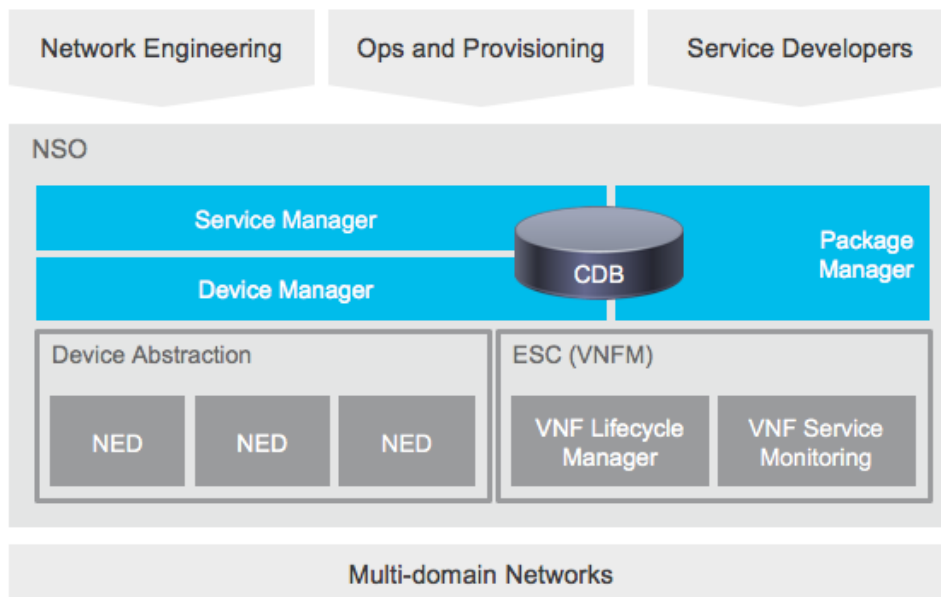 Network Engineering
Ops and Provisioning
Service Developers
NSO
Service Manager
Device Manager
CDB
Package
Manager
Device Abstraction
NED
NED
NED
ESC (VNFM)
VNF Lifecycle
Manager
VNF Service
Monitoring
Multi-domain Networks